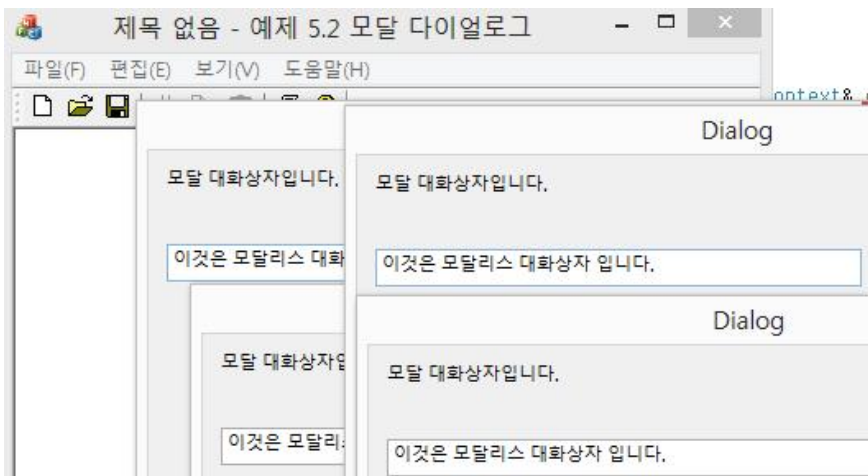 제목 없음 - 예제 5.2 모달 다이얼로그
파일(F) 편집(E) 보기(V) 도움말(H)
Dialog
모달 대화상자입니다.
모달 대화상자입니다.
이것은 모달리스 대화
이것은 모달리스 대화상자 입니다.
Dialog
모달 대화상자입
모달 대화상자입니다.
이것은 모달리
이것은 모달리스 대화상자 입니다.